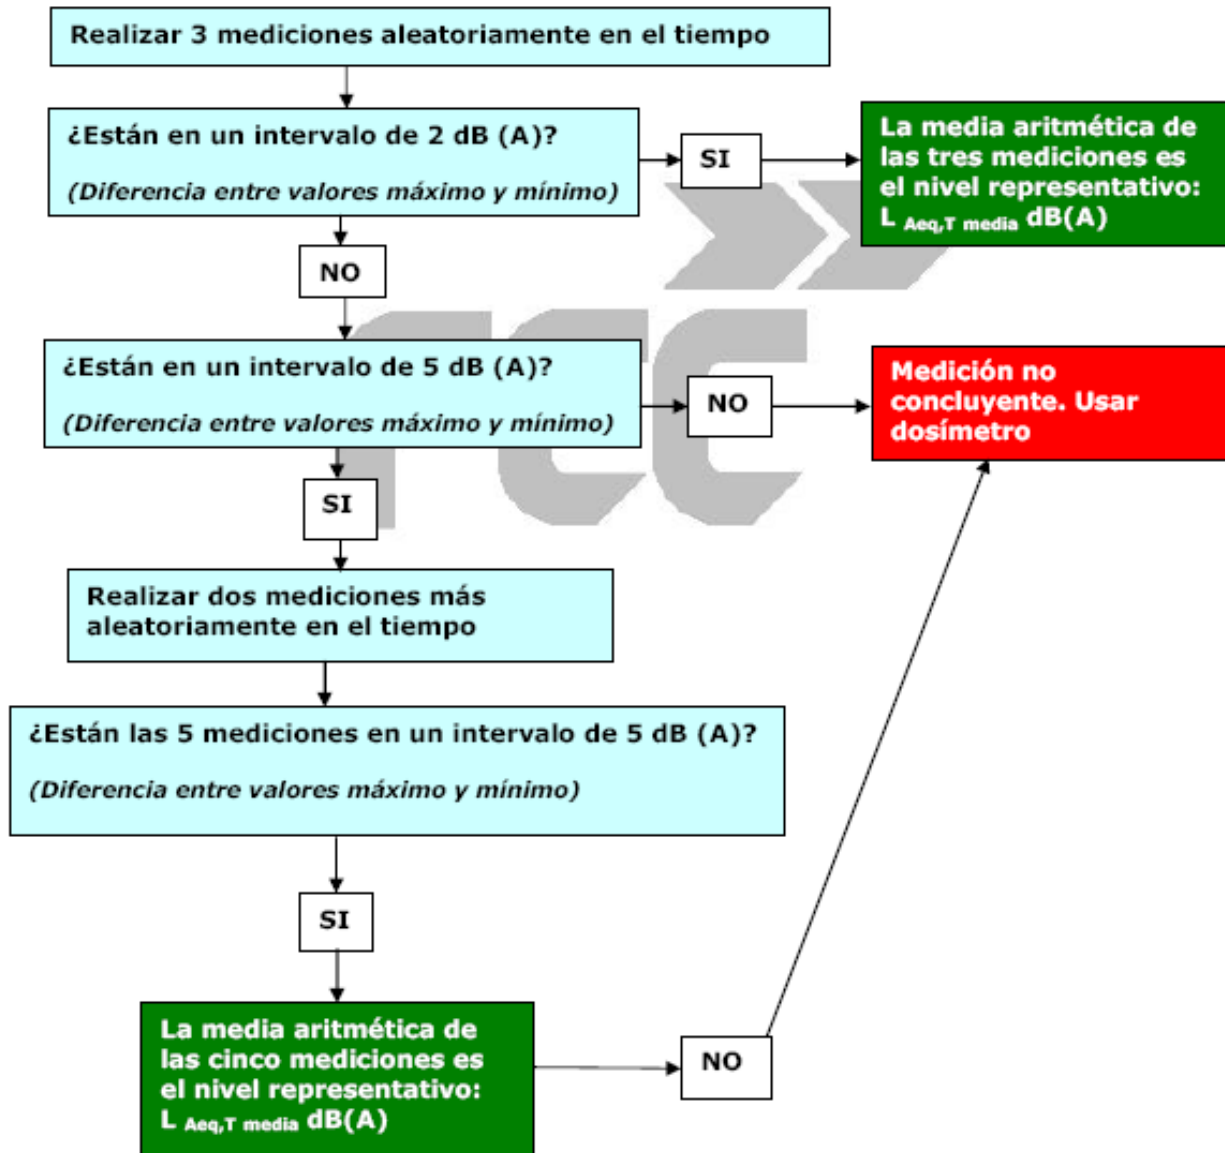 Realizar 3 mediciones aleatoriamente en el tiempo
¿Están en un intervalo de 2 dB (A)?
(Diferencia entre valores máximo y mínimo)
SI
La media aritmética de
las tres mediciones es
el nivel representativo:
L Aeq,T media dB(A)
NO
¿Están en un intervalo de 5 dB (A)?
(Diferencia entre valores máximo y mínimo)
NO
Medición no
concluyente. Usar
dosímetro
SI
Realizar dos mediciones más
aleatoriamente en el tiempo
¿Están las 5 mediciones en un intervalo de 5 dB (A)?
(Diferencia entre valores máximo y mínimo)
SI
La media aritmética de
las cinco mediciones es
el nivel representativo:
L Aeq,T media dB(A)
NO